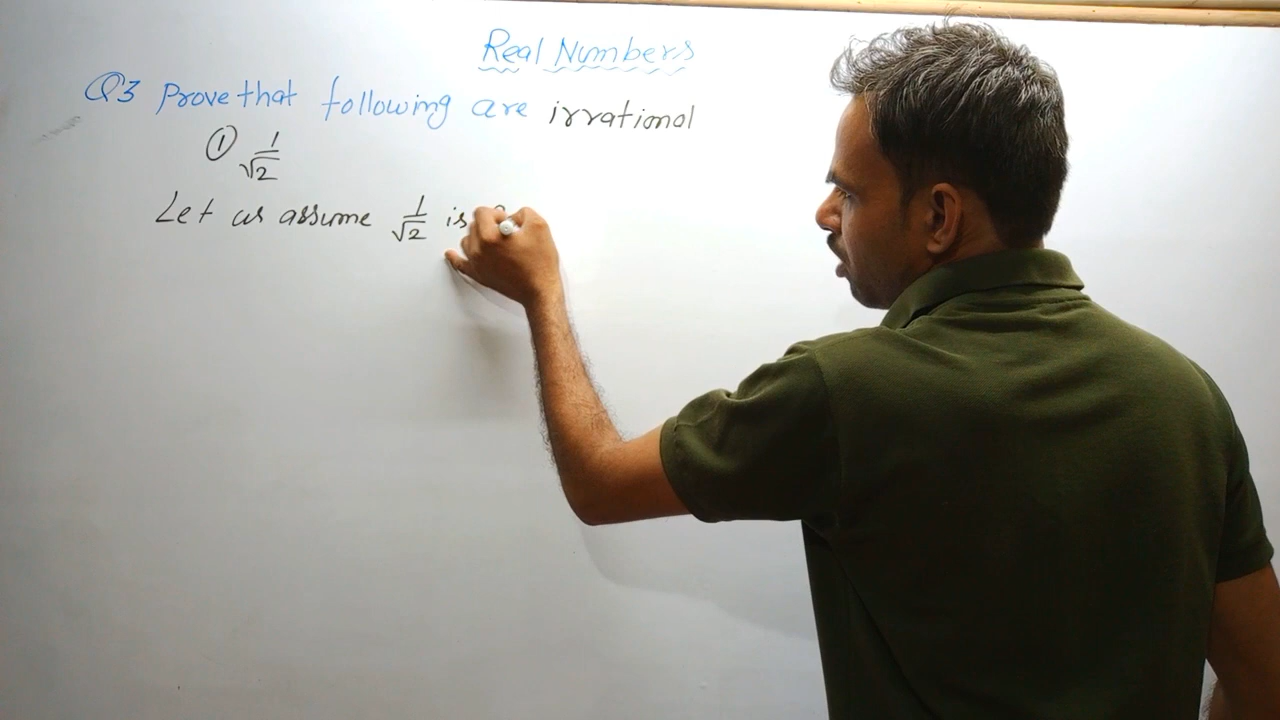 Real Numbers
Q3 Prove that following are irrational
① 1/√2
Let us assume 1/√2 is